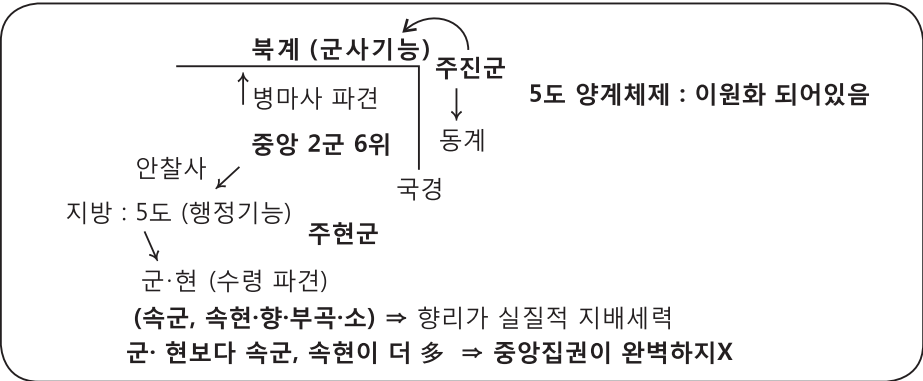 북계 (군사기능)
주진군
5도 양계체제 : 이원화 되어있음
병마사 파견
중앙 2군 6위
동계
안찰사
국경
지방 : 5도 (행정기능)
주현군
군·현 (수령 파견)
(속군, 속현·향·부곡·소) ⇒ 향리가 실질적 지배세력
군· 현보다 속군, 속현이 더 多 ⇒ 중앙집권이 완벽하지X